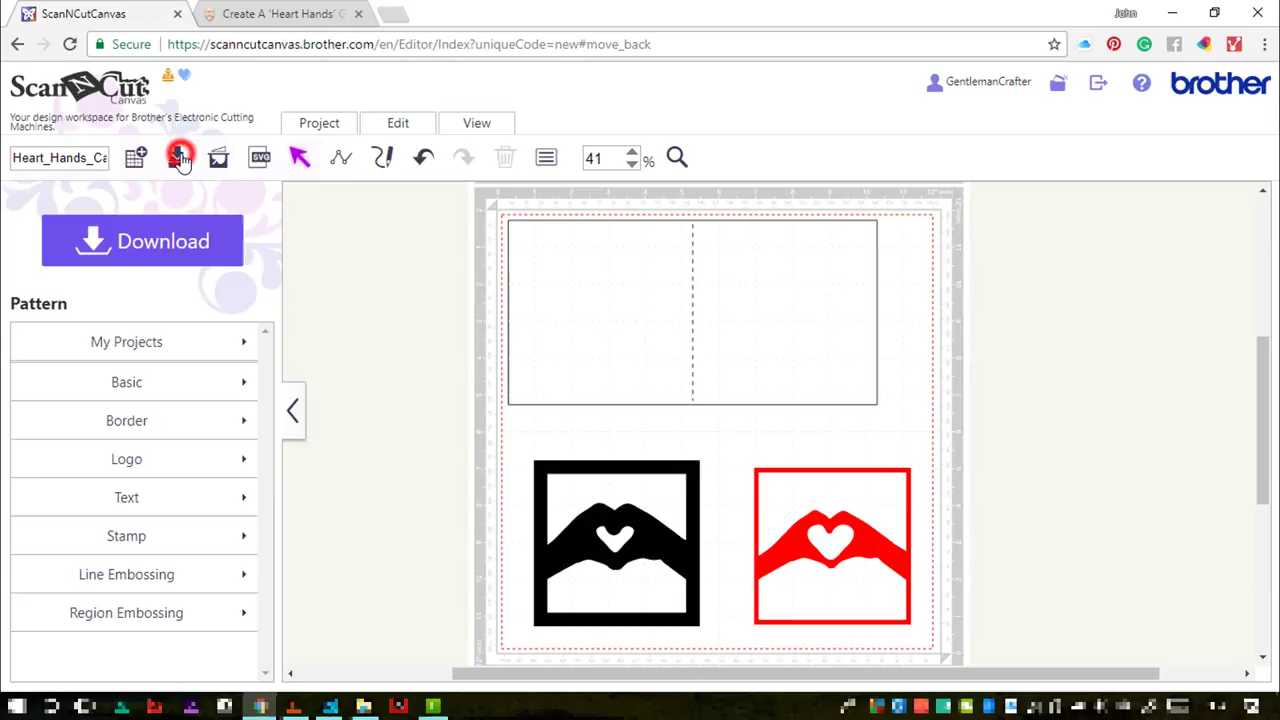 ScanNCutCanvas
Create A 'Heart Hands' G
John
Secure
https://scanncutcanvas.brother.com/en/Editor/Index?uniqueCode=new#move_back
ScanNCut
Canvas
GentlemanCrafter
brother
Your design workspace for Brother's Electronic Cutting
Machines.
Project
Edit
View
Heart_Hands_Ca
SVG
41
%
Download
Pattern
My Projects
Basic
Border
Logo
Text
Stamp
Line Embossing
Region Embossing